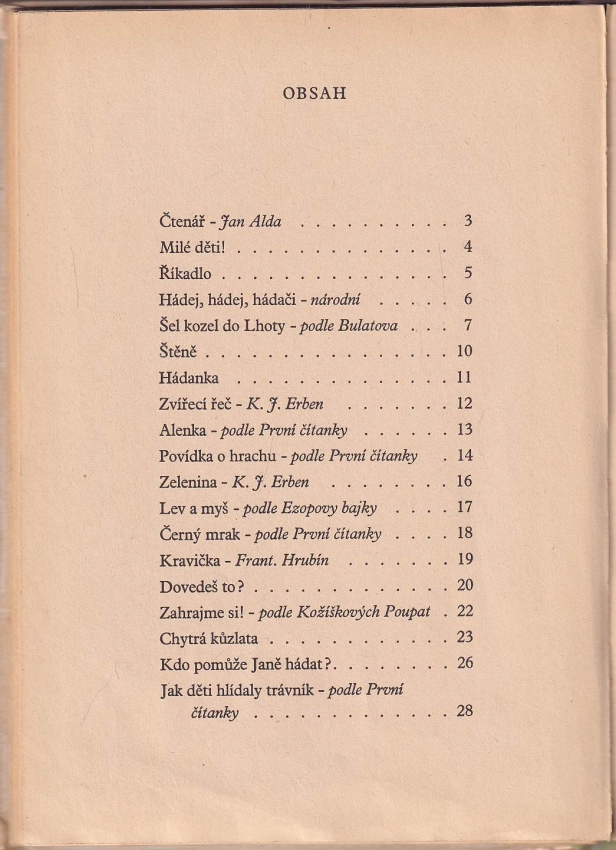 OBSAH
Čtenář – Jan Alda . . . . . . . . . . 3
Milé děti! . . . . . . . . . . . . . . 4
Říkadlo . . . . . . . . . . . . . . . 5
Hádej, hádej, hádači – národní . . . . . 6
Šel kozel do Lhoty – podle Bulatova . . . 7
Štěně . . . . . . . . . . . . . . . . 10
Hádanka . . . . . . . . . . . . . . 11
Zvířecí řeč – K. J. Erben . . . . . . . 12
Alenka – podle První čítanky . . . . . . 13
Povídka o hrachu – podle První čítanky . 14
Zelenina – K. J. Erben . . . . . . . . 16
Lev a myš – podle Ezopovy bajky . . . . 17
Černý mrak – podle První čítanky . . . . 18
Kravička – Frant. Hrubín . . . . . . . 19
Dovedeš to? . . . . . . . . . . . . . 20
Zahrajme si! – podle Kožíškových Poupat . 22
Chytrá kůzlata . . . . . . . . . . . . 23
Kdo pomůže Janě hádat? . . . . . . . . 26
Jak děti hlídaly trávník – podle První
čítanky . . . . . . . . . . . . . 28